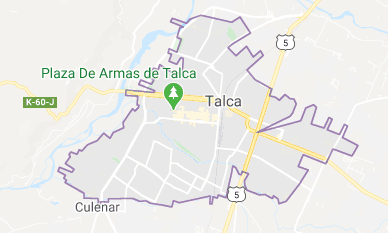 5
Plaza De Armas de Talca
K-60-J
Talca
5
Culenar